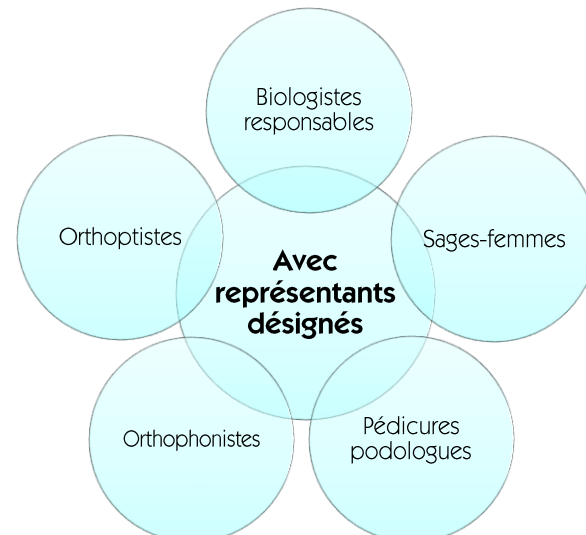 Biologistes
responsables
Orthoptistes
Sages-femmes
Avec
représentants
désignés
Orthophonistes
Pédicures
podologues